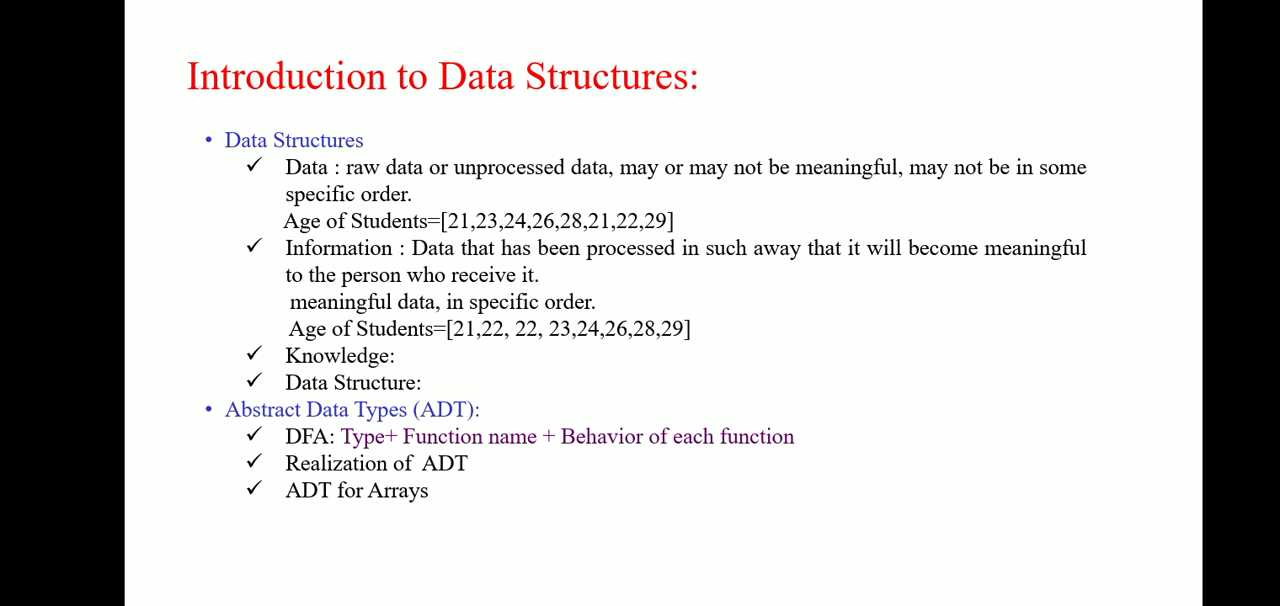 Introduction to Data Structures:
• Data Structures
✓ Data : raw data or unprocessed data, may or may not be meaningful, may not be in some
specific order.
Age of Students=[21,23,24,26,28,21,22,29]
✓ Information : Data that has been processed in such away that it will become meaningful
to the person who receive it.
meaningful data, in specific order.
Age of Students=[21,22, 22, 23,24,26,28,29]
✓ Knowledge:
✓ Data Structure:
• Abstract Data Types (ADT):
✓ DFA: Type+ Function name + Behavior of each function
✓ Realization of ADT
✓ ADT for Arrays